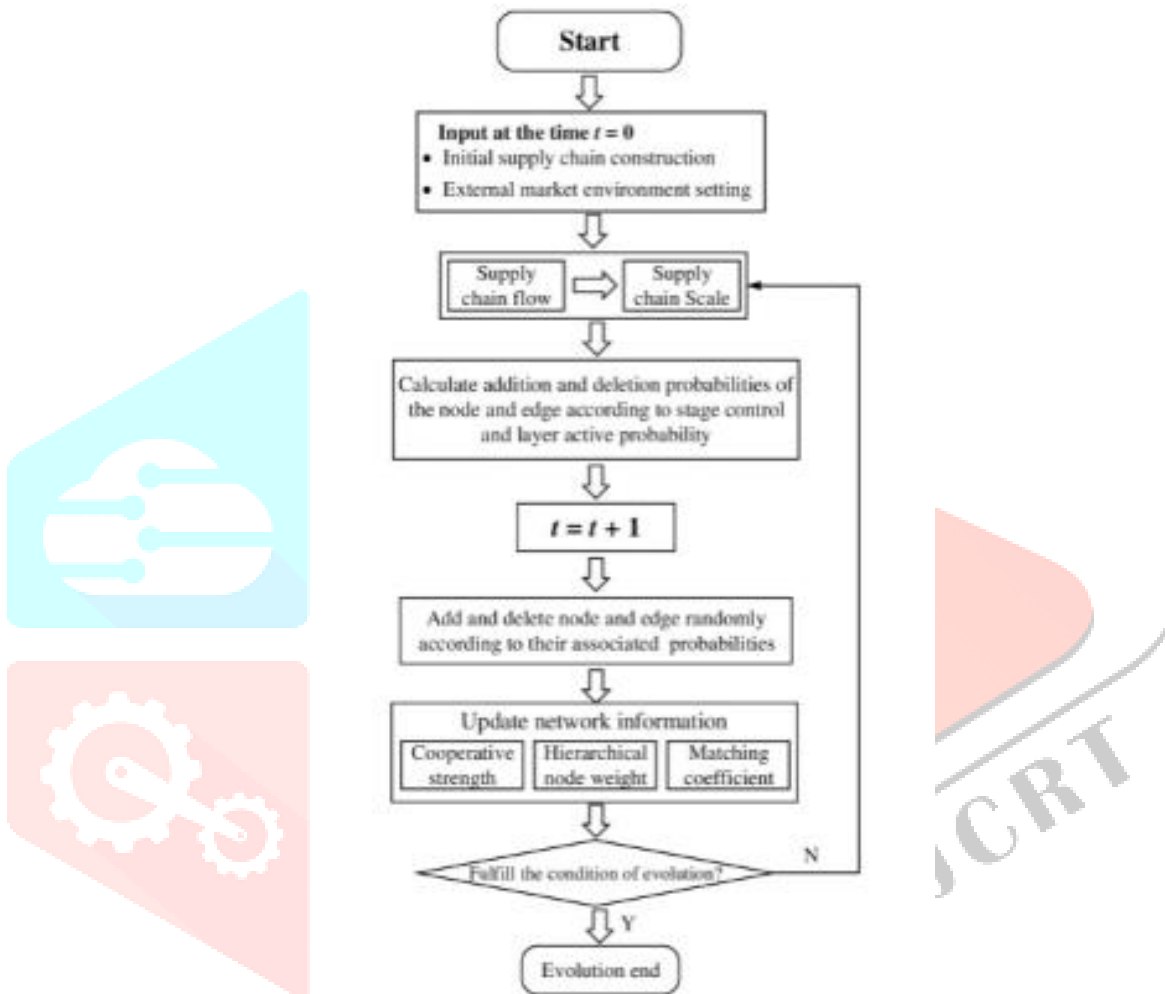 Start
Input at the time t = 0
• Initial supply chain construction
• External market environment setting
Supply
chain flow
Supply
chain Scale
Calculate addition and deletion probabilities of
the node and edge according to stage control
and layer active probability
t = t + 1
Add and delete node and edge randomly
according to their associated probabilities
Update network information
Cooperative
strength
Hierarchical
node weight
Matching
coefficient
Fulfill the condition of evolution?
N
Y
Evolution end
CRT